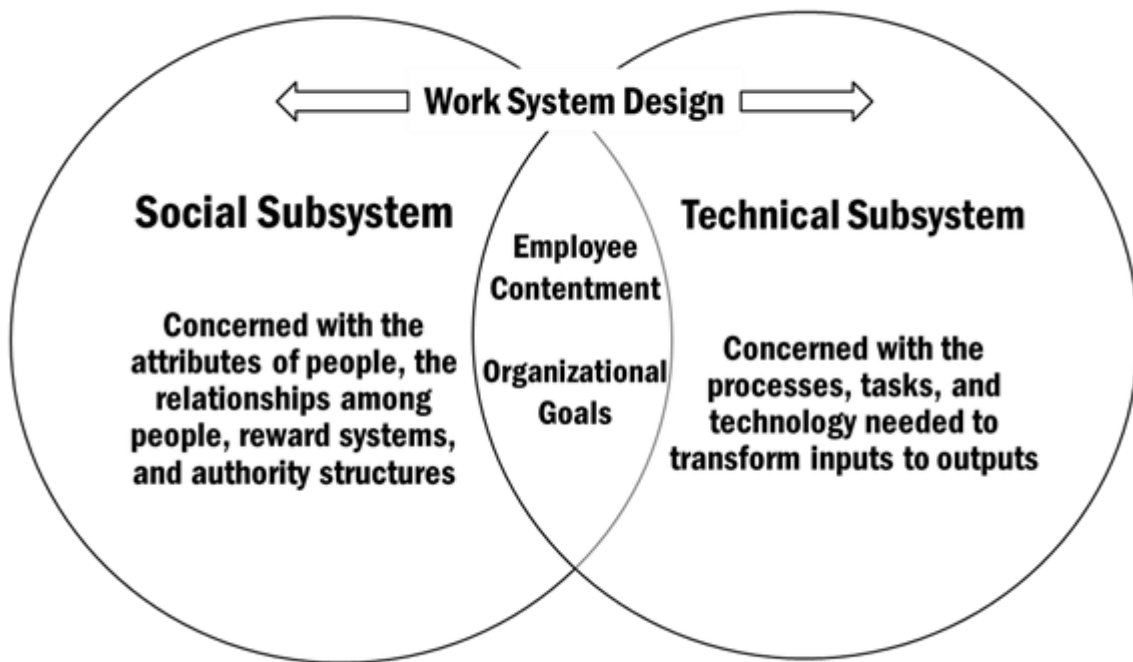 Work System Design
Social Subsystem
Concerned with the
attributes of people, the
relationships among
people, reward systems,
and authority structures
Employee
Contentment
Organizational
Goals
Technical Subsystem
Concerned with the
processes, tasks, and
technology needed to
transform inputs to outputs